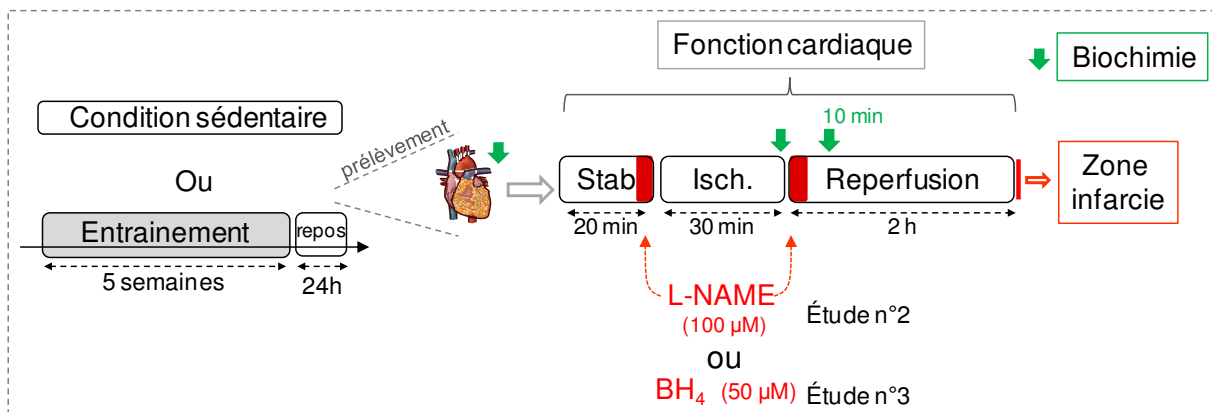 Fonction cardiaque
Biochimie
Condition sédentaire
prélèvement
10 min
Ou
Stab
Isch.
Reperfusion
Zone
infarcie
Entrainement
repos
20 min
30 min
2 h
5 semaines
24h
L-NAME
(100 µM)
Étude n°2
ou
BH₄ (50 µM)
Étude n°3